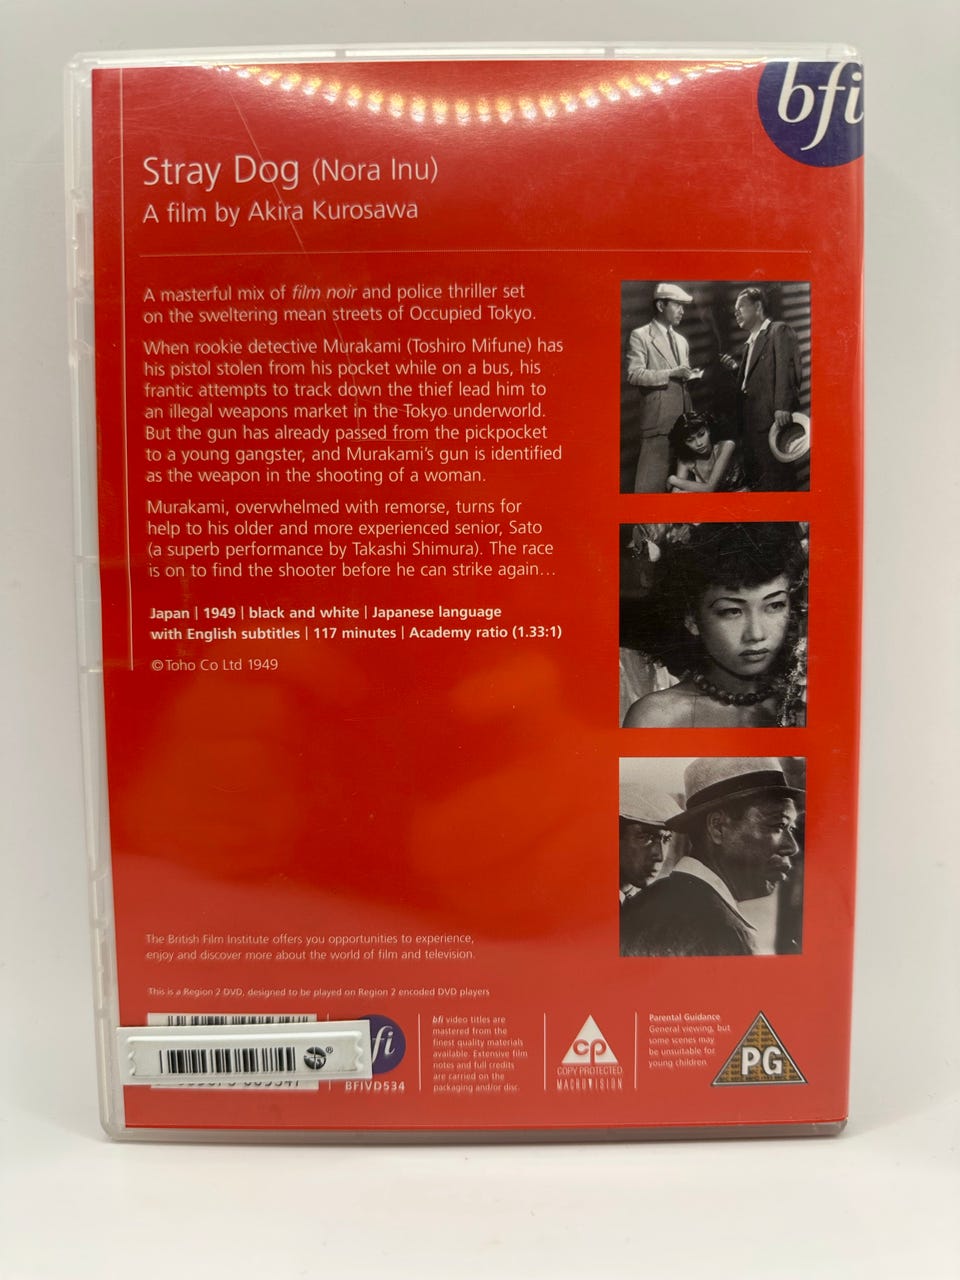 bfi
Stray Dog (Nora Inu)
A film by Akira Kurosawa
A masterful mix of film noir and police thriller set
on the sweltering mean streets of Occupied Tokyo.
When rookie detective Murakami (Toshiro Mifune) has
his pistol stolen from his pocket while on a bus, his
frantic attempts to track down the thief lead him to
an illegal weapons market in the Tokyo underworld.
But the gun has already passed from the pickpocket
to a young gangster, and Murakami's gun is identified
as the weapon in the shooting of a woman.
Murakami, overwhelmed with remorse, turns for
help to his older and more experienced senior, Sato
(a superb performance by Takashi Shimura). The race
is on to find the shooter before he can strike again...
Japan | 1949 | black and white | Japanese language
with English subtitles | 117 minutes | Academy ratio (1.33:1)
© Toho Co Ltd 1949
The British Film Institute offers you opportunities to experience,
enjoy and discover more about the world of film and television.
This is a Region 2 DVD, designed to be played on Region 2 encoded DVD players
fi
BFIVD534
bfi video titles are
mastered from the
finest quality materials
available. Extensive film
notes and full credits
are carried on the
packaging and/or disc.
cp
COPY PROTECTED
MACROVISION
Parental Guidance
General viewing, but
some scenes may
be unsuitable for
young children
PG